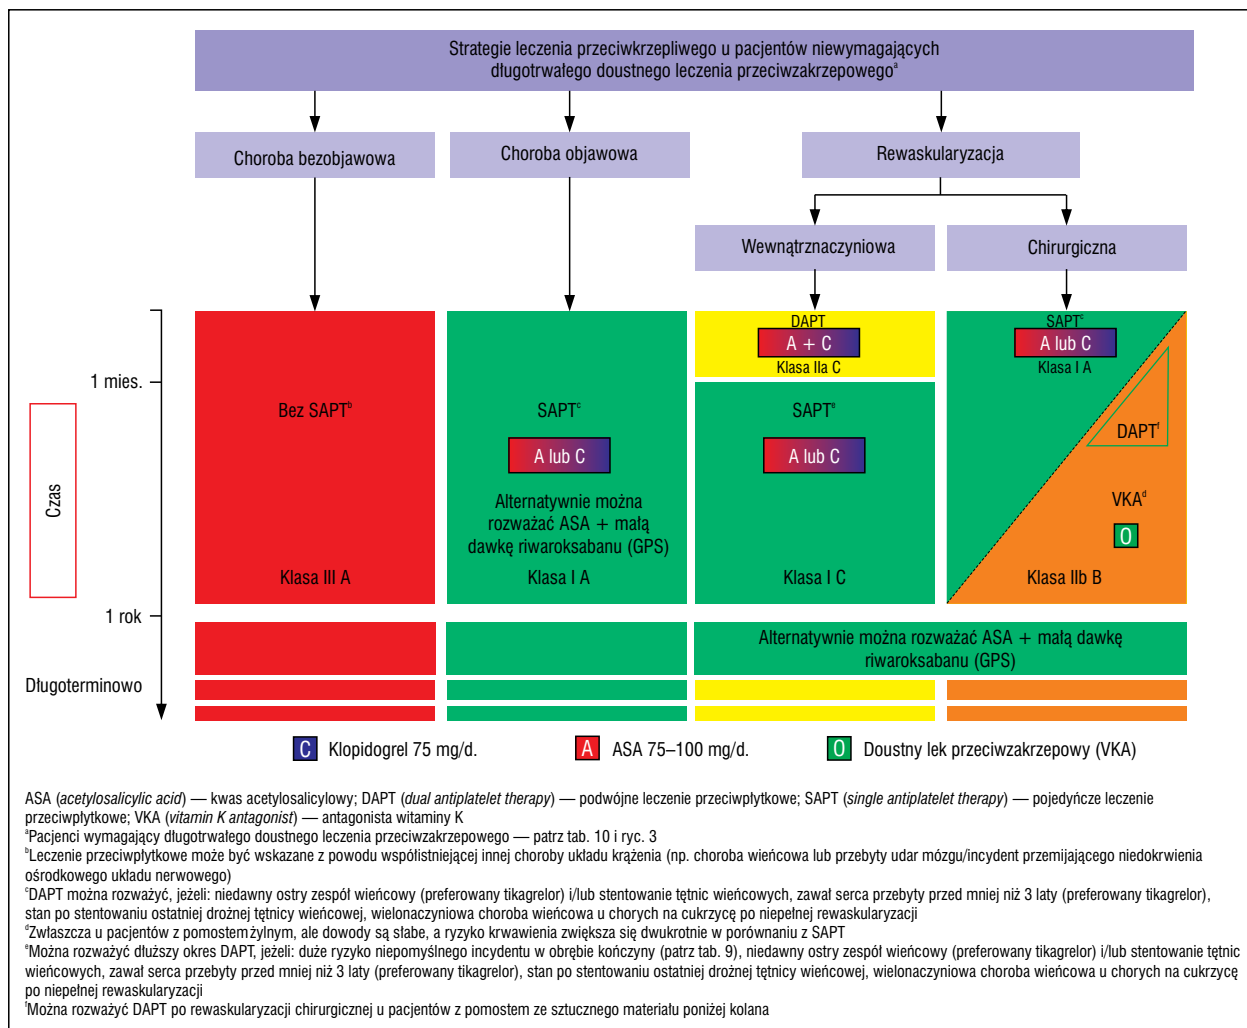 Strategie leczenia przeciwkrzepliwego u pacjentów niewymagających
długotrwałego doustnego leczenia przeciwzakrzepowegoᵃ
Choroba bezobjawowa
Choroba objawowa
Rewaskularyzacja
Wewnątrznaczyniowa
Chirurgiczna
Czas
1 mies.
1 rok
Długoterminowo
Bez SAPTᵇ
Klasa III A
SAPTᶜ
A lub C
Alternatywnie można
rozważać ASA + małą
dawkę riwaroksabanu (GPS)
Klasa I A
DAPT
A + C
Klasa IIa C
SAPTᵉ
A lub C
Klasa I C
SAPTᶜ
A lub C
Klasa I A
DAPTᶠ
VKAᵈ
O
Klasa IIb B
Alternatywnie można rozważać ASA + małą dawkę
riwaroksabanu (GPS)
C Klopidogrel 75 mg/d.
A ASA 75–100 mg/d.
O Doustny lek przeciwzakrzepowy (VKA)
ASA (acetylosalicylic acid) — kwas acetylosalicylowy; DAPT (dual antiplatelet therapy) — podwójne leczenie przeciwpłytkowe; SAPT (single antiplatelet therapy) — pojedyńcze leczenie
przeciwpłytkowe; VKA (vitamin K antagonist) — antagonista witaminy K
ᵃPacjenci wymagający długotrwałego doustnego leczenia przeciwzakrzepowego — patrz tab. 10 i ryc. 3
ᵇLeczenie przeciwpłytkowe może być wskazane z powodu współistniejącej innej choroby układu krążenia (np. choroba wieńcowa lub przebyty udar mózgu/incydent przemijającego niedokrwienia
ośrodkowego układu nerwowego)
ᶜDAPT można rozważyć, jeżeli: niedawny ostry zespół wieńcowy (preferowany tikagrelor) i/lub stentowanie tętnic wieńcowych, zawał serca przebyty przed mniej niż 3 laty (preferowany tikagrelor),
stan po stentowaniu ostatniej drożnej tętnicy wieńcowej, wielonaczyniowa choroba wieńcowa u chorych na cukrzycę po niepełnej rewaskularyzacji
ᵈZwłaszcza u pacjentów z pomostem żylnym, ale dowody są słabe, a ryzyko krwawienia zwiększa się dwukrotnie w porównaniu z SAPT
ᵉMożna rozważyć dłuższy okres DAPT, jeżeli: duże ryzyko niepomyślnego incydentu w obrębie kończyny (patrz tab. 9), niedawny ostry zespół wieńcowy (preferowany tikagrelor) i/lub stentowanie tętnic
wieńcowych, zawał serca przebyty przed mniej niż 3 laty (preferowany tikagrelor), stan po stentowaniu ostatniej drożnej tętnicy wieńcowej, wielonaczyniowa choroba wieńcowa u chorych na cukrzycę
po niepełnej rewaskularyzacji
ᶠMożna rozważyć DAPT po rewaskularyzacji chirurgicznej u pacjentów z pomostem ze sztucznego materiału poniżej kolana